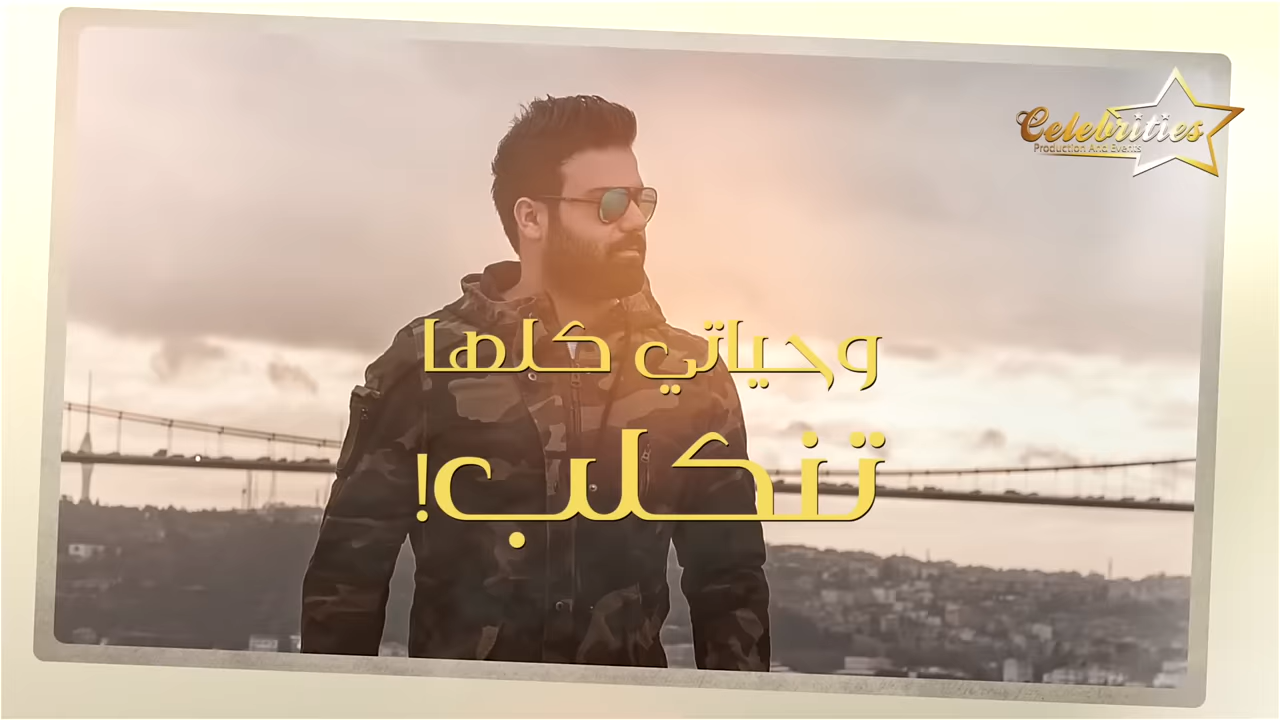 Celebrities
Production And Events
وحياتي كلها
تنكلب!